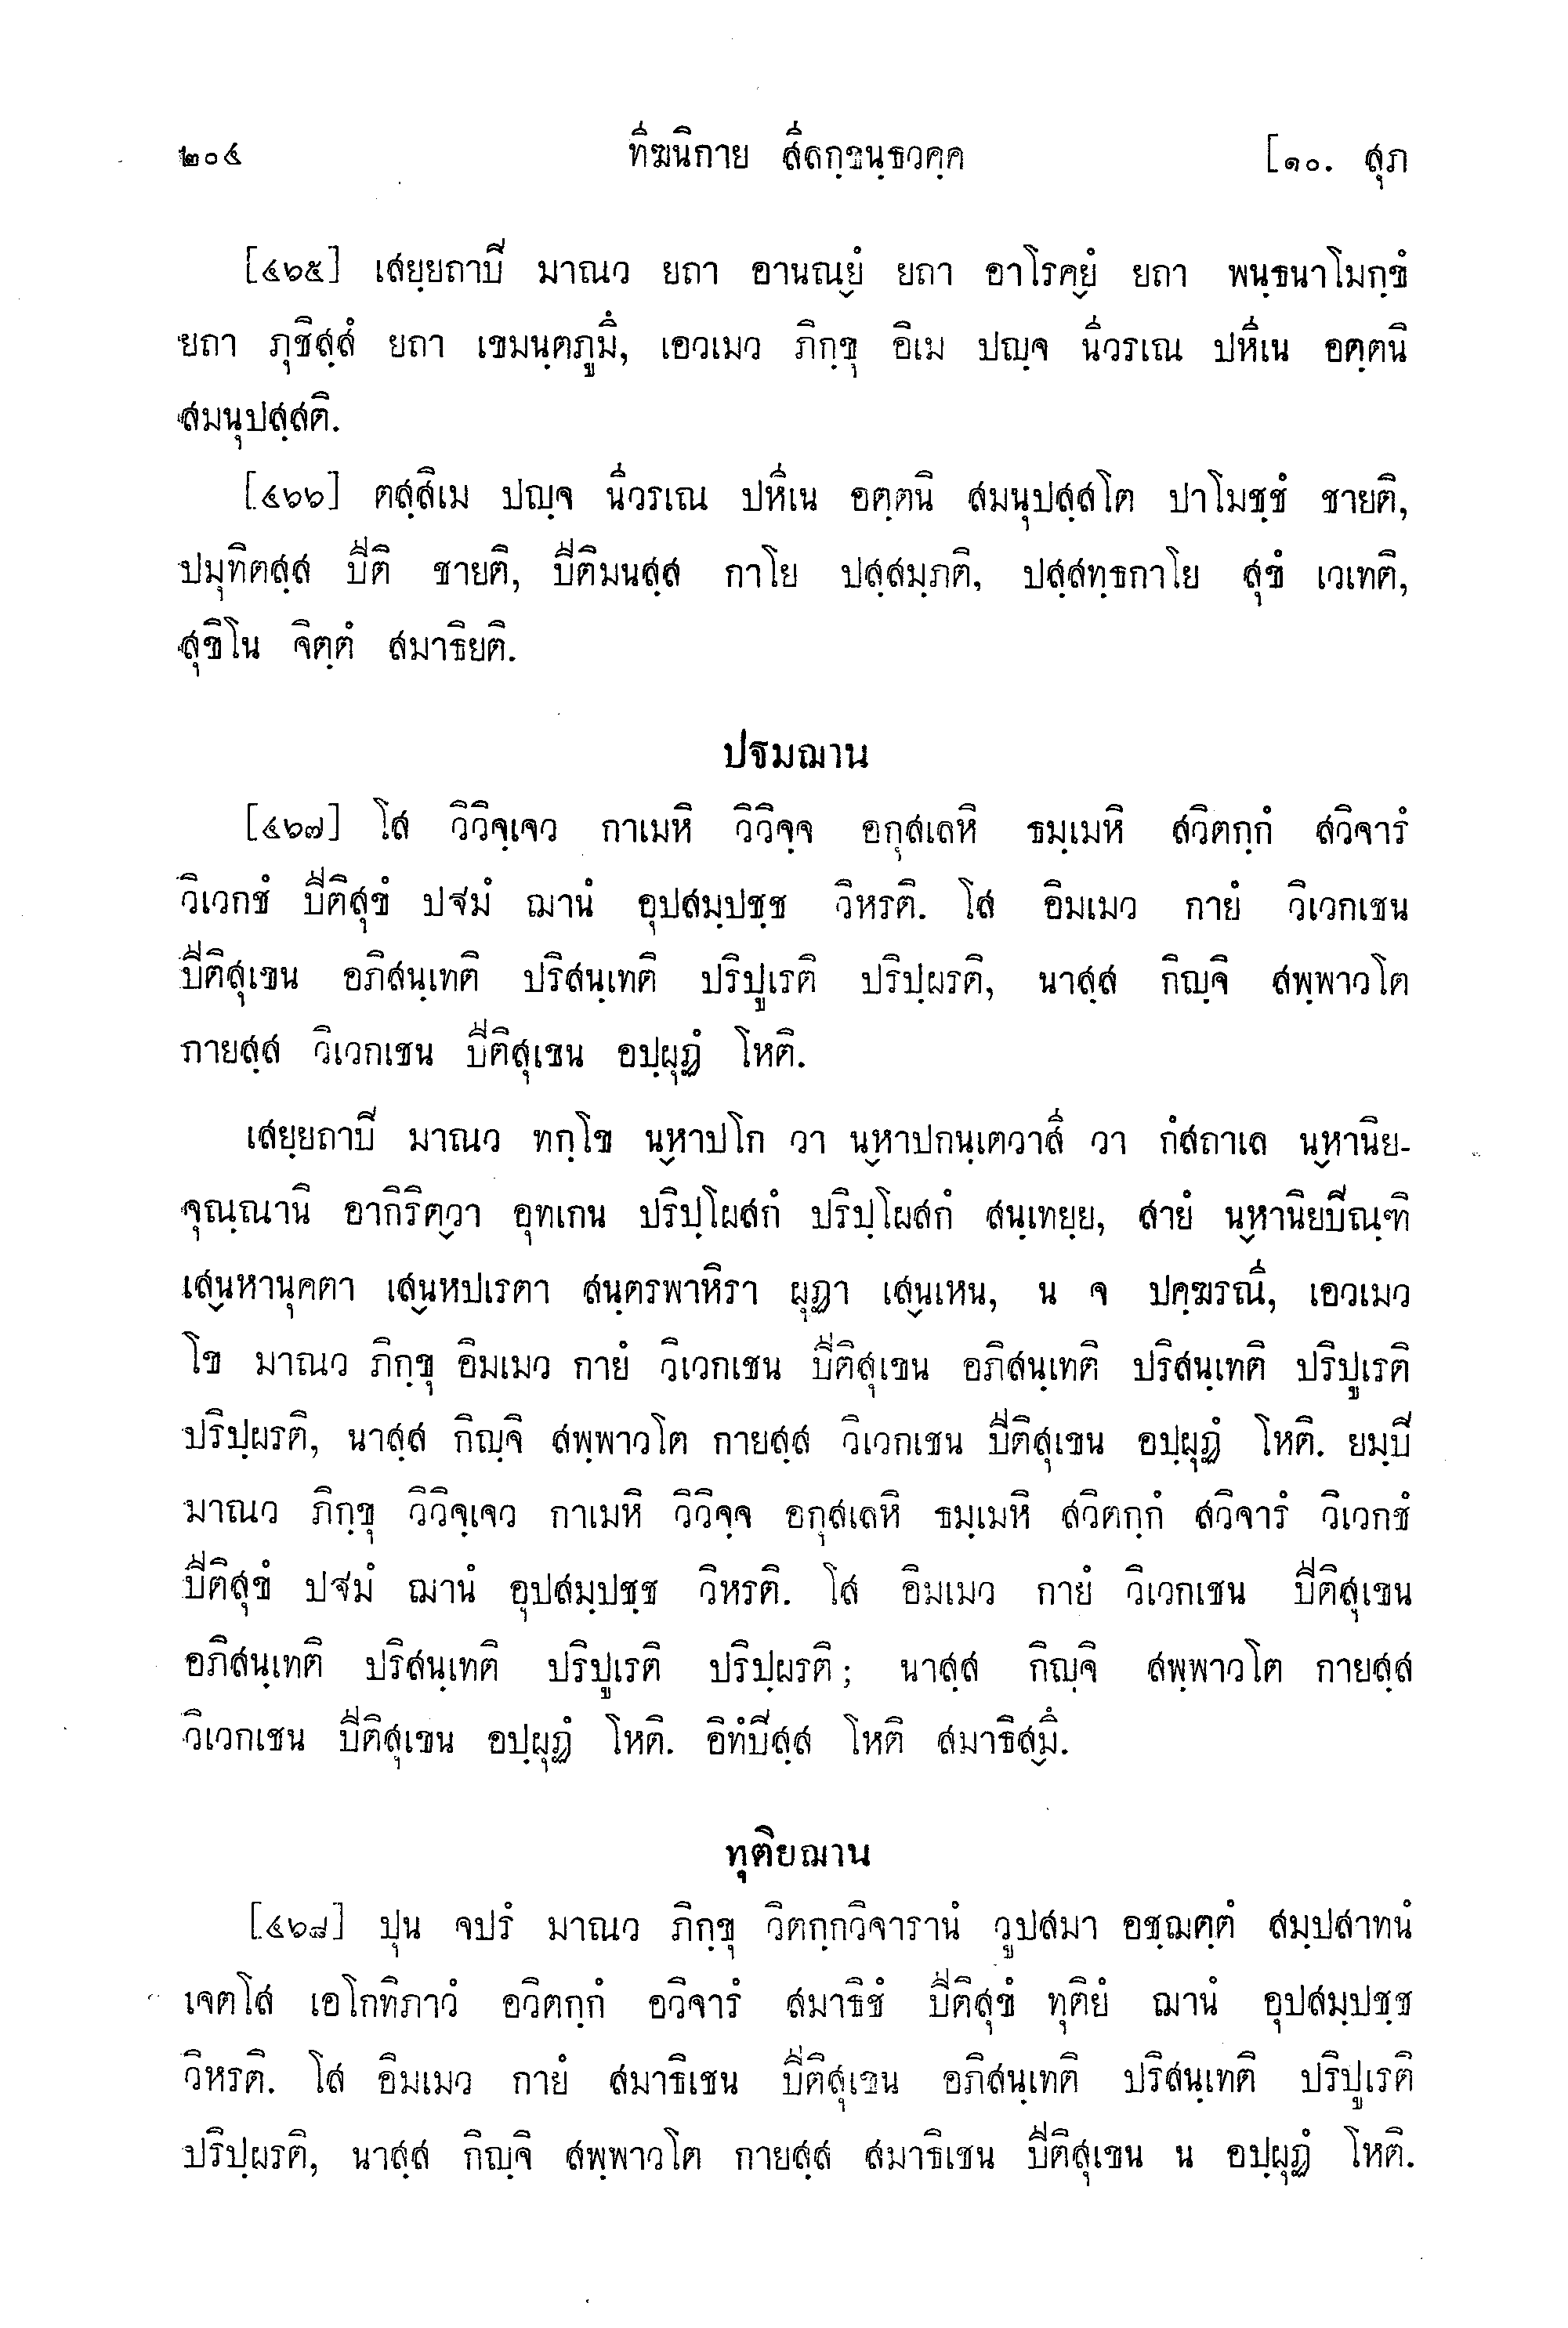 ๒๐๔ ทีฆนิกาย สีลกฺขนฺธวคฺค [๑๐. สุภ
[๔๖๕] เสยฺยถาปี มาณว ยถา อานณ๎ยํ ยถา อาโรค๎ยํ ยถา พนฺธนาโมกฺขํ
ยถา ภุชิสฺสํ ยถา เขมนฺตภูมึ, เอวเมว ภิกฺขุ อิเม ปญฺจ นีวรเณ ปหีเน อตฺตนิ
สมนุปสฺสติ.
[๔๖๖] ตสฺสิเม ปญฺจ นีวรเณ ปหีเน อตฺตนิ สมนุปสฺสโต ปาโมชฺชํ ชายติ,
ปมุทิตสฺส ปีติ ชายติ, ปีติมนสฺส กาโย ปสฺสมฺภติ, ปสฺสทฺธกาโย สุขํ เวเทติ,
สุขิโน จิตฺตํ สมาธิยติ.
ปฐมฌาน
[๔๖๗] โส วิวิจฺเจว กาเมหิ วิวิจฺจ อกุสเลหิ ธมฺเมหิ สวิตกฺกํ สวิจารํ
วิเวกชํ ปีติสุขํ ปฐมํ ฌานํ อุปสมฺปชฺช วิหรติ. โส อิมเมว กายํ วิเวกเชน
ปีติสุเขน อภิสนฺเทติ ปริสนฺเทติ ปริปูเรติ ปริปฺผรติ, นาสฺส กิญฺจิ สพฺพาวโต
กายสฺส วิเวกเชน ปีติสุเขน อปฺผุฏํ โหติ.
เสยฺยถาปี มาณว ทกฺโข น๎หาปโก วา น๎หาปกนฺเตวาสี วา กํสถาเล น๎หานิย-
จุณฺณานิ อากิริต๎วา อุทเกน ปริปฺโผสกํ ปริปฺโผสกํ สนฺเทยฺย, สายํ น๎หานิยปีณฺฑิ
เส๎นหานุคตา เส๎นหปเรตา สนฺตรพาหิรา ผุฏา เส๎นเหน, น จ ปคฺฆรณี, เอวเมว
โข มาณว ภิกฺขุ อิมเมว กายํ วิเวกเชน ปีติสุเขน อภิสนฺเทติ ปริสนฺเทติ ปริปูเรติ
ปริปฺผรติ, นาสฺส กิญฺจิ สพฺพาวโต กายสฺส วิเวกเชน ปีติสุเขน อปฺผุฏํ โหติ. ยมฺปี
มาณว ภิกฺขุ วิวิจฺเจว กาเมหิ วิวิจฺจ อกุสเลหิ ธมฺเมหิ สวิตกฺกํ สวิจารํ วิเวกชํ
ปีติสุขํ ปฐมํ ฌานํ อุปสมฺปชฺช วิหรติ. โส อิมเมว กายํ วิเวกเชน ปีติสุเขน
อภิสนฺเทติ ปริสนฺเทติ ปริปูเรติ ปริปฺผรติ; นาสฺส กิญฺจิ สพฺพาวโต กายสฺส
วิเวกเชน ปีติสุเขน อปฺผุฏํ โหติ. อิทํปีสฺส โหติ สมาธิส๎มึ.
ทุติยฌาน
[๔๖๘] ปุน จปรํ มาณว ภิกฺขุ วิตกฺกวิจารานํ วูปสมา อชฺฌตฺตํ สมฺปสาทนํ
เจตโส เอโกทิภาวํ อวิตกฺกํ อวิจารํ สมาธิชํ ปีติสุขํ ทุติยํ ฌานํ อุปสมฺปชฺช
วิหรติ. โส อิมเมว กายํ สมาธิเชน ปีติสุเขน อภิสนฺเทติ ปริสนฺเทติ ปริปูเรติ
ปริปฺผรติ, นาสฺส กิญฺจิ สพฺพาวโต กายสฺส สมาธิเชน ปีติสุเขน น อปฺผุฏํ โหติ.